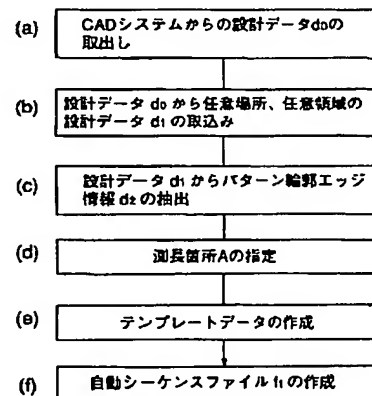 (a) CADシステムからの設計データd₀の
取出し
(b) 設計データ d₀ から任意場所、任意領域の
設計データ d₁ の取込み
(c) 設計データ d₁ からパターン輪郭エッジ
情報 d₂ の抽出
(d) 測長箇所Aの指定
(e) テンプレートデータの作成
(f) 自動シーケンスファイル f₁ の作成